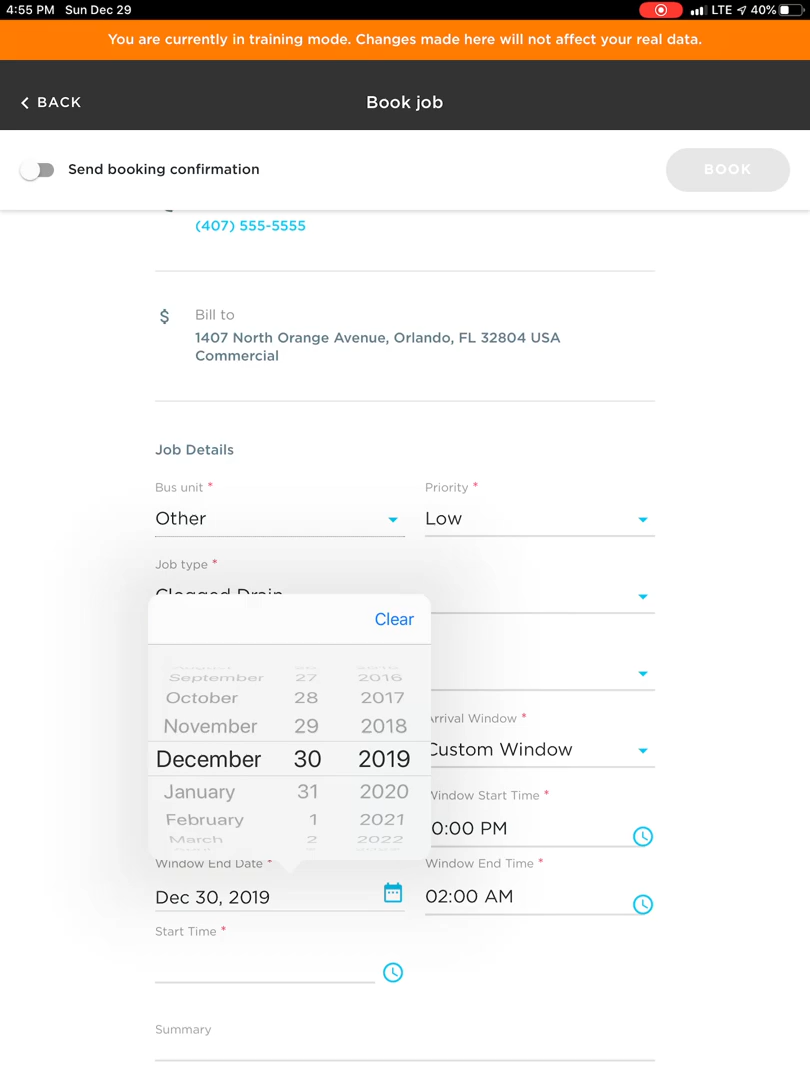 4:55 PM Sun Dec 29 LTE 40%
You are currently in training mode. Changes made here will not affect your real data.
BACK Book job
Send booking confirmation BOOK
(407) 555-5555
$ Bill to
1407 North Orange Avenue, Orlando, FL 32804 USA
Commercial
Job Details
Bus unit * Priority *
Other Low
Job type *
Clogged Drain
Clear
September 27 2016
October 28 2017
November 29 2018
December 30 2019
January 31 2020
February 1 2021
March 2 2022
Arrival Window *
Custom Window
Window Start Time *
0:00 PM
Window End Date * Window End Time *
Dec 30, 2019 02:00 AM
Start Time *
Summary